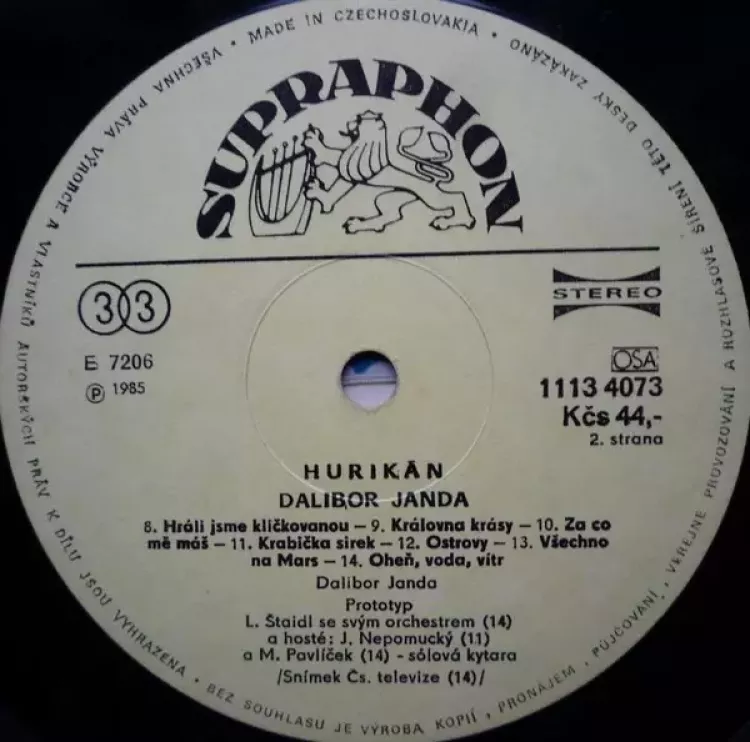 MADE IN CZECHOSLOVAKIA • VŠECHNA PRÁVA VÝROBCE A VLASTNÍKŮ AUTORSKÝCH PRÁV K DÍLU JSOU VYHRAZENA • BEZ SOUHLASU JE VÝROBA KOPIÍ, PRONÁJEM, PŮJČOVÁNÍ, VEŘEJNÉ PROVOZOVÁNÍ A ROZHLASOVÉ ŠÍŘENÍ TÉTO DESKY ZAKÁZÁNO •
SUPRAPHON
33
STEREO
E 7206
Ⓟ 1985
OSA
1113 4073
Kčs 44,-
2. strana
HURIKÁN
DALIBOR JANDA
8. Hráli jsme kličkovanou – 9. Královna krásy – 10. Za co
mě máš – 11. Krabička sirek – 12. Ostrovy – 13. Všechno
na Mars – 14. Oheň, voda, vítr
Dalibor Janda
Prototyp
L. Štaidl se svým orchestrem (14)
a hosté: J. Nepomucký (11)
a M. Pavlíček (14) - sólová kytara
/Snímek Čs. televize (14)/